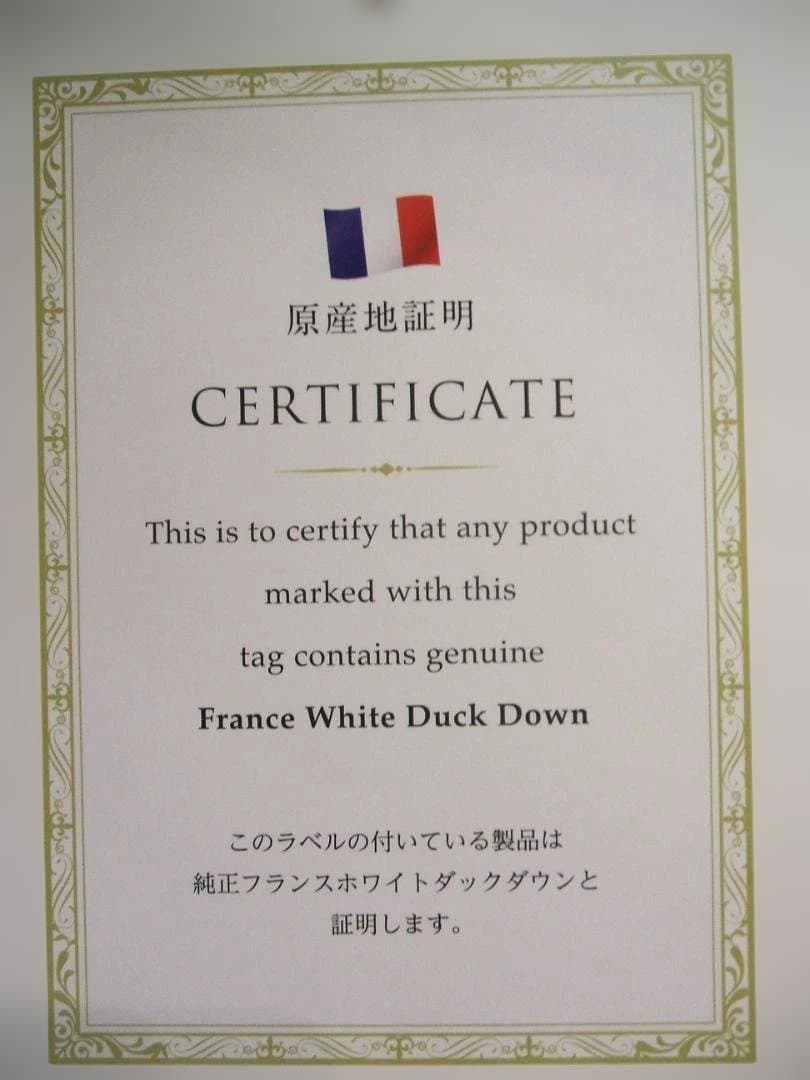 原産地証明
CERTIFICATE
This is to certify that any product
marked with this
tag contains genuine
France White Duck Down
このラベルの付いている製品は
純正フランスホワイトダックダウンと
証明します。